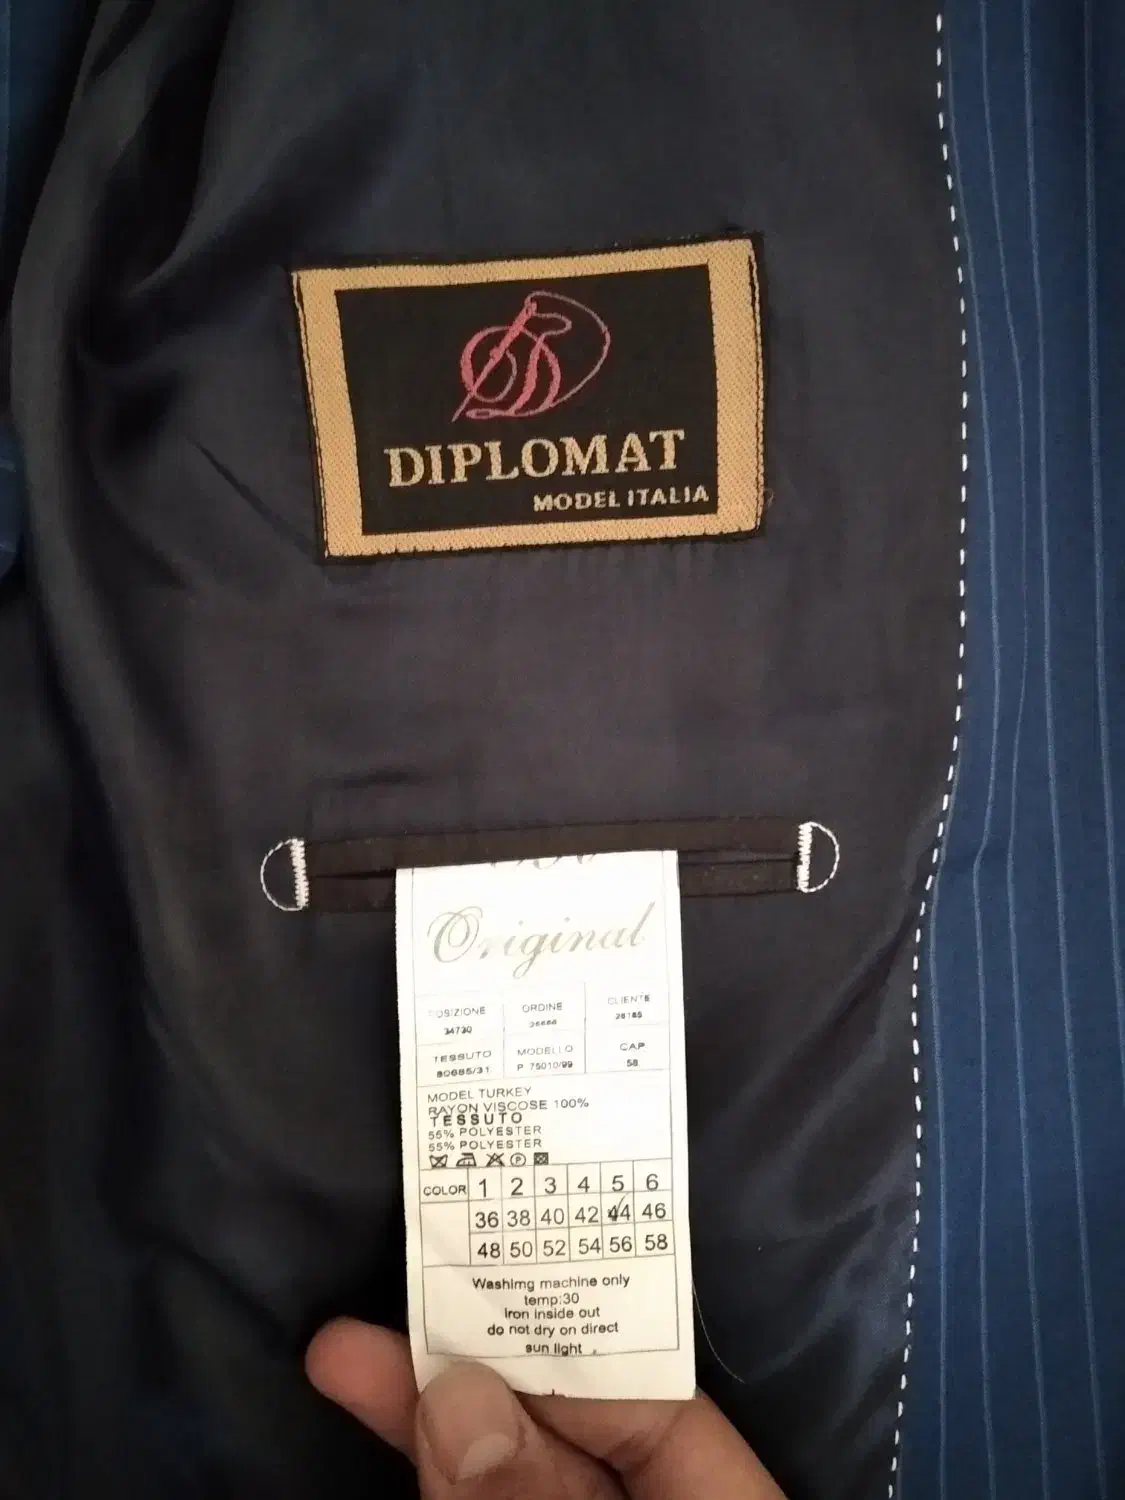 DIPLOMAT
MODEL ITALIA
Original
POSIZIONE ORDINE CLIENTE
34730 26686 26185
TESSUTO MODELLO CAP
80685/31 P 75010/99 58
MODEL TURKEY
RAYON VISCOSE 100%
TESSUTO
55% POLYESTER
55% POLYESTER
COLOR 1 2 3 4 5 6
36 38 40 42 44 46
48 50 52 54 56 58
Washimg machine only
temp:30
Iron inside out
do not dry on direct
sun light .